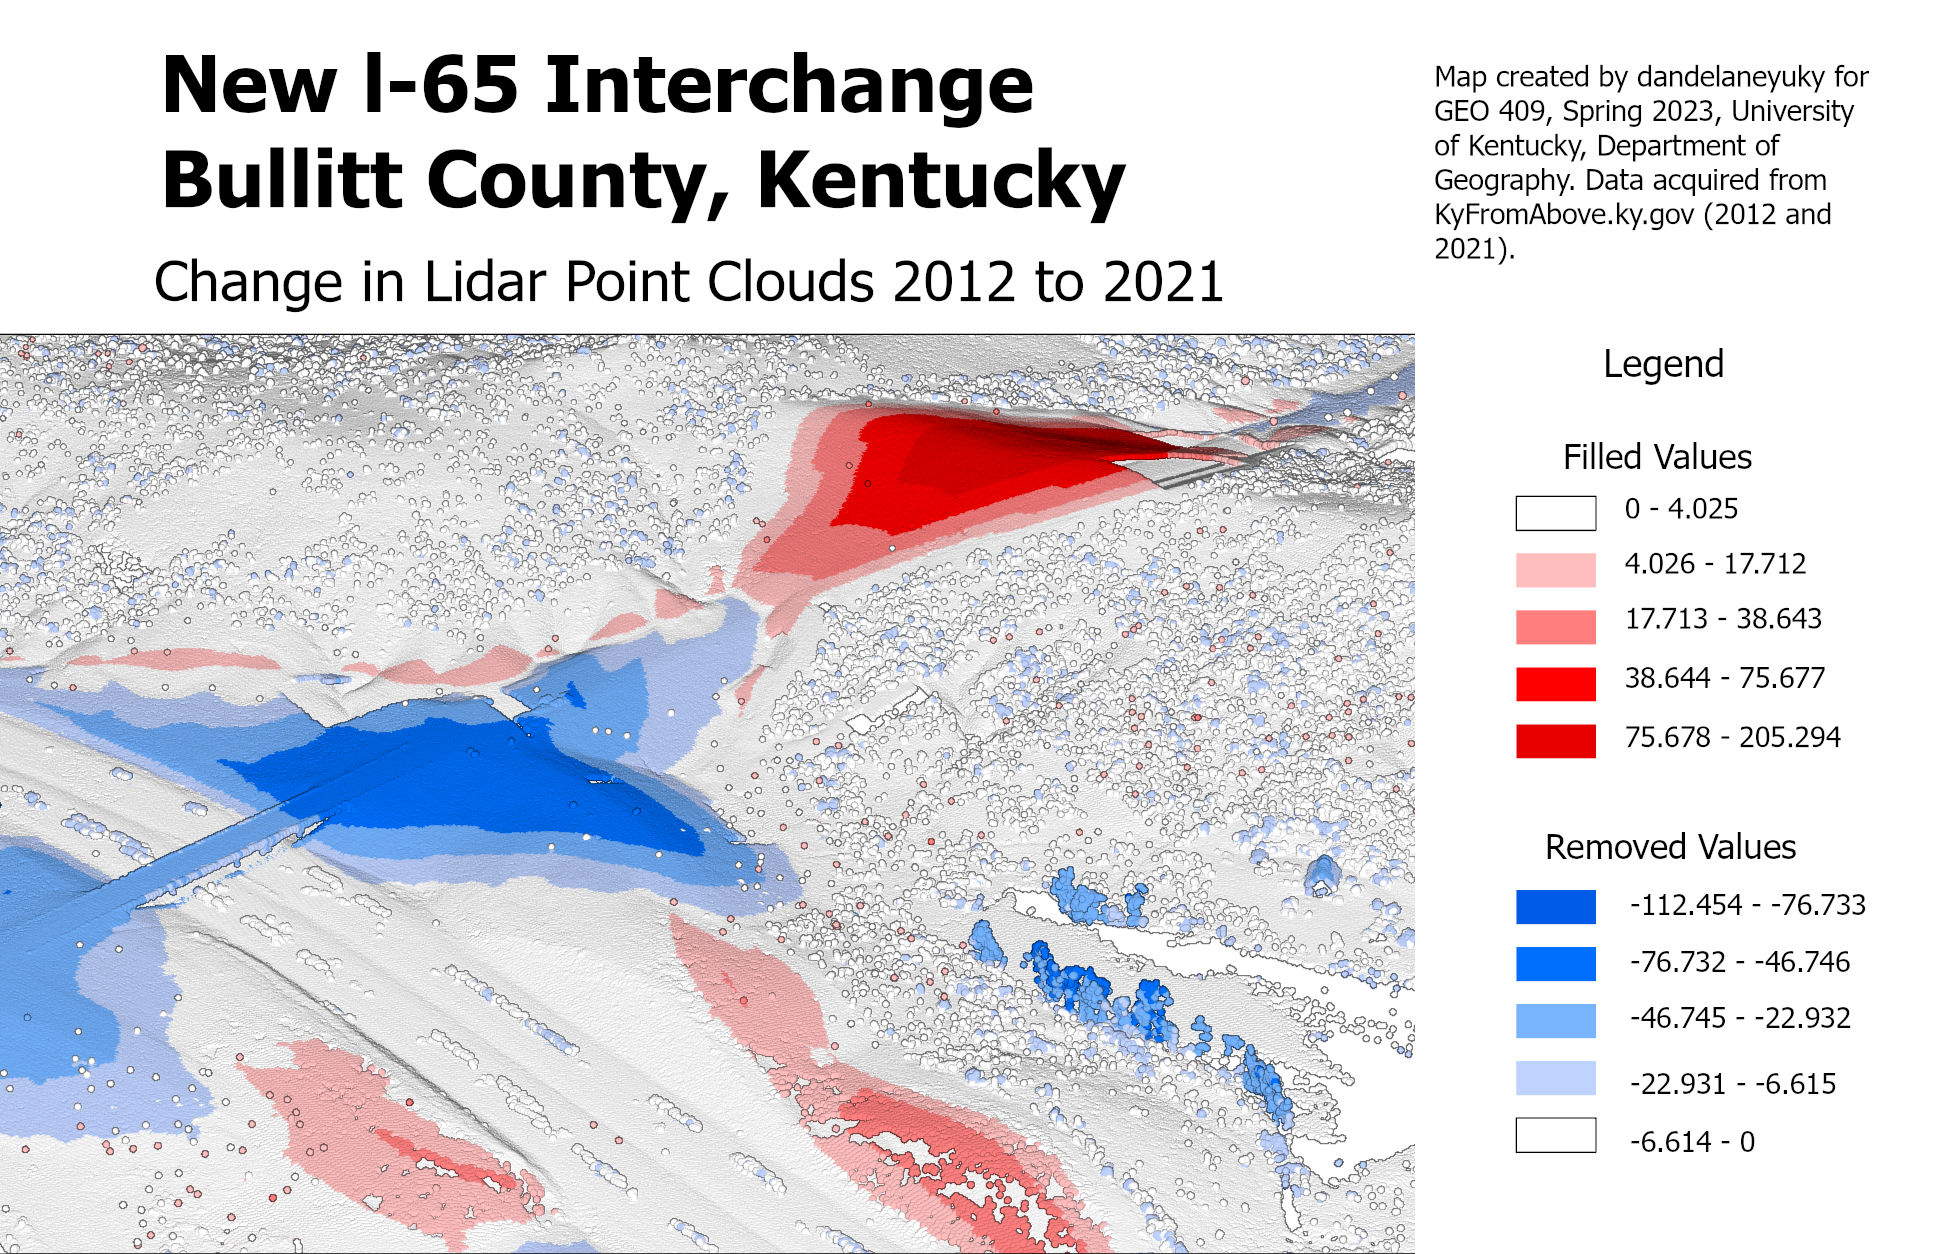 New l-65 Interchange
Bullitt County, Kentucky
Change in Lidar Point Clouds 2012 to 2021
Map created by dandelaneyuky for
GEO 409, Spring 2023, University
of Kentucky, Department of
Geography. Data acquired from
KyFromAbove.ky.gov (2012 and
2021).
Legend
Filled Values
0 - 4.025
4.026 - 17.712
17.713 - 38.643
38.644 - 75.677
75.678 - 205.294
Removed Values
-112.454 - -76.733
-76.732 - -46.746
-46.745 - -22.932
-22.931 - -6.615
-6.614 - 0